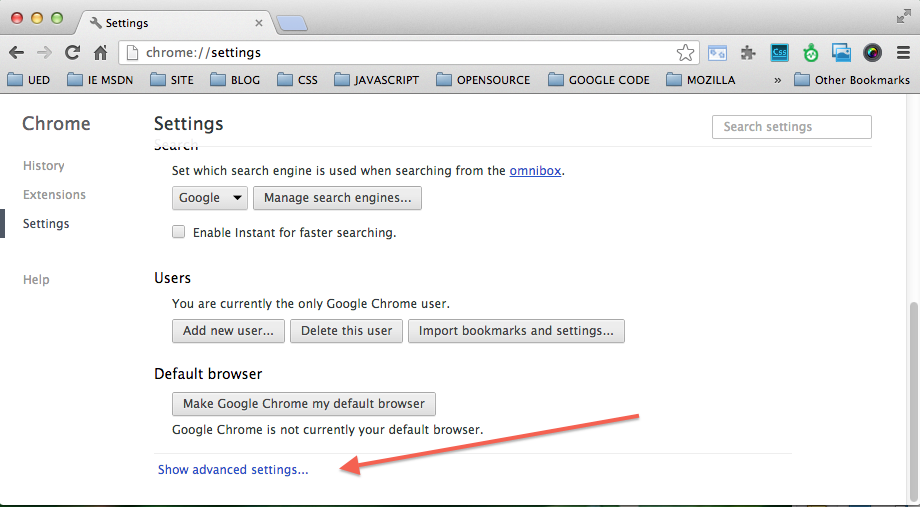 Settings
chrome://settings
Css
UED IE MSDN SITE BLOG CSS JAVASCRIPT OPENSOURCE GOOGLE CODE MOZILLA » Other Bookmarks
Chrome
Settings
Search settings
History
Extensions
Settings
Help
Search
Set which search engine is used when searching from the omnibox.
Google Manage search engines...
Enable Instant for faster searching.
Users
You are currently the only Google Chrome user.
Add new user... Delete this user Import bookmarks and settings...
Default browser
Make Google Chrome my default browser
Google Chrome is not currently your default browser.
Show advanced settings...